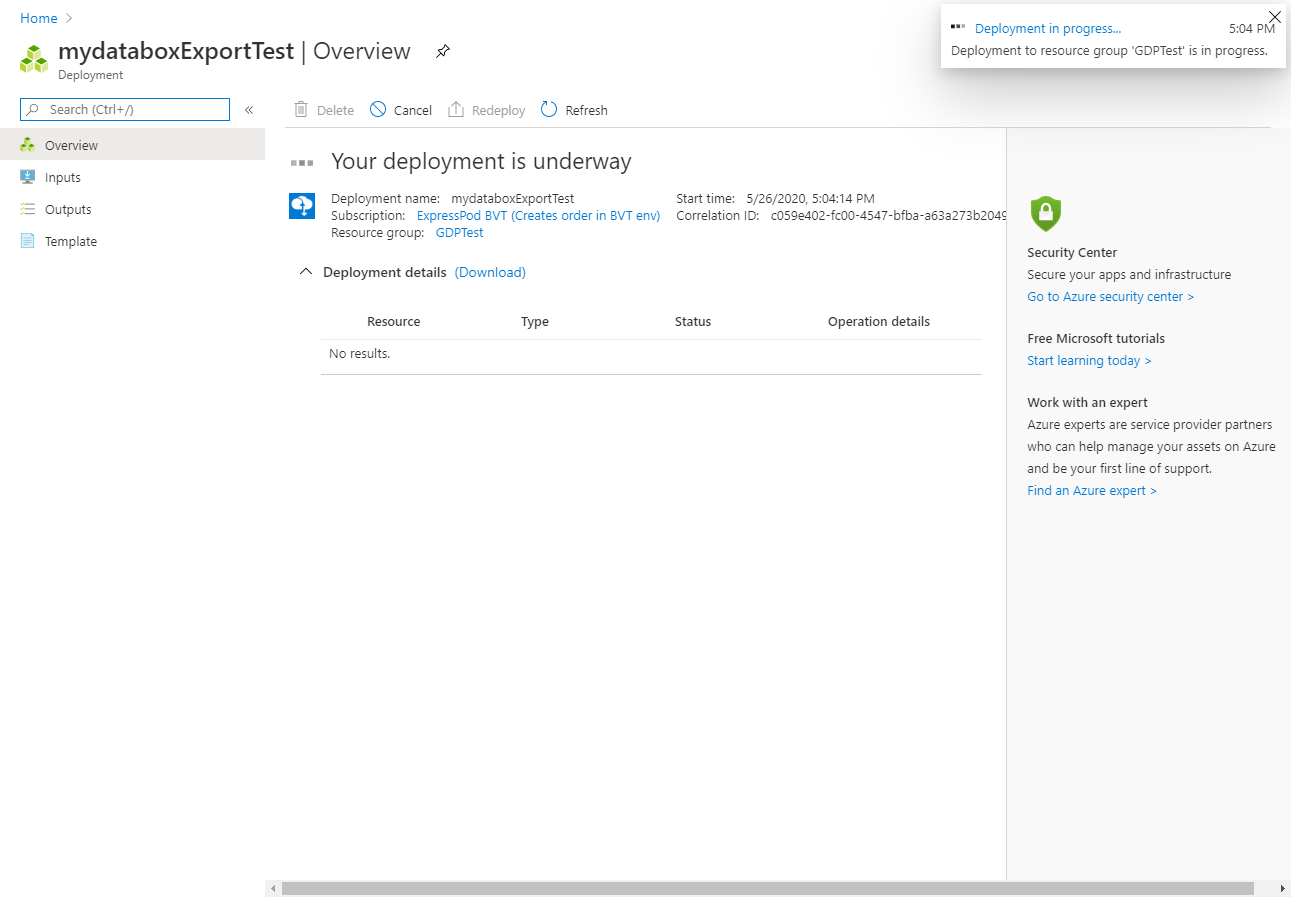 Home
mydataboxExportTest | Overview
Deployment
Deployment in progress...
5:04 PM
Deployment to resource group 'GDPTest' is in progress.
Search (Ctrl+/)
«
Overview
Inputs
Outputs
Template
Delete
Cancel
Redeploy
Refresh
Your deployment is underway
Deployment name: mydataboxExportTest
Subscription: ExpressPod BVT (Creates order in BVT env)
Resource group: GDPTest
Start time: 5/26/2020, 5:04:14 PM
Correlation ID: c059e402-fc00-4547-bfba-a63a273b2049
Deployment details (Download)
Resource Type Status Operation details
No results.
Security Center
Secure your apps and infrastructure
Go to Azure security center >
Free Microsoft tutorials
Start learning today >
Work with an expert
Azure experts are service provider partners
who can help manage your assets on Azure
and be your first line of support.
Find an Azure expert >